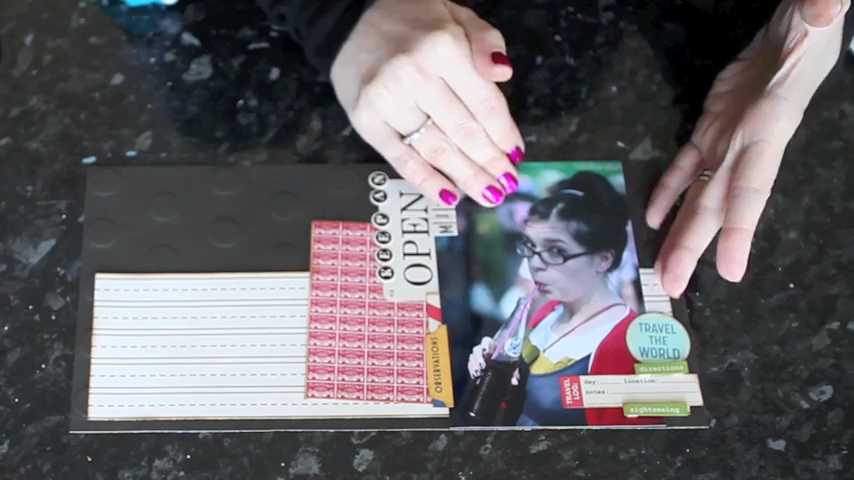 KEEP AN
OPEN
MI
OBSERVATIONS
TRAVEL
THE
WORLD
directions
TRAVEL
LOG:
day:
location:
notes:
sightseeing